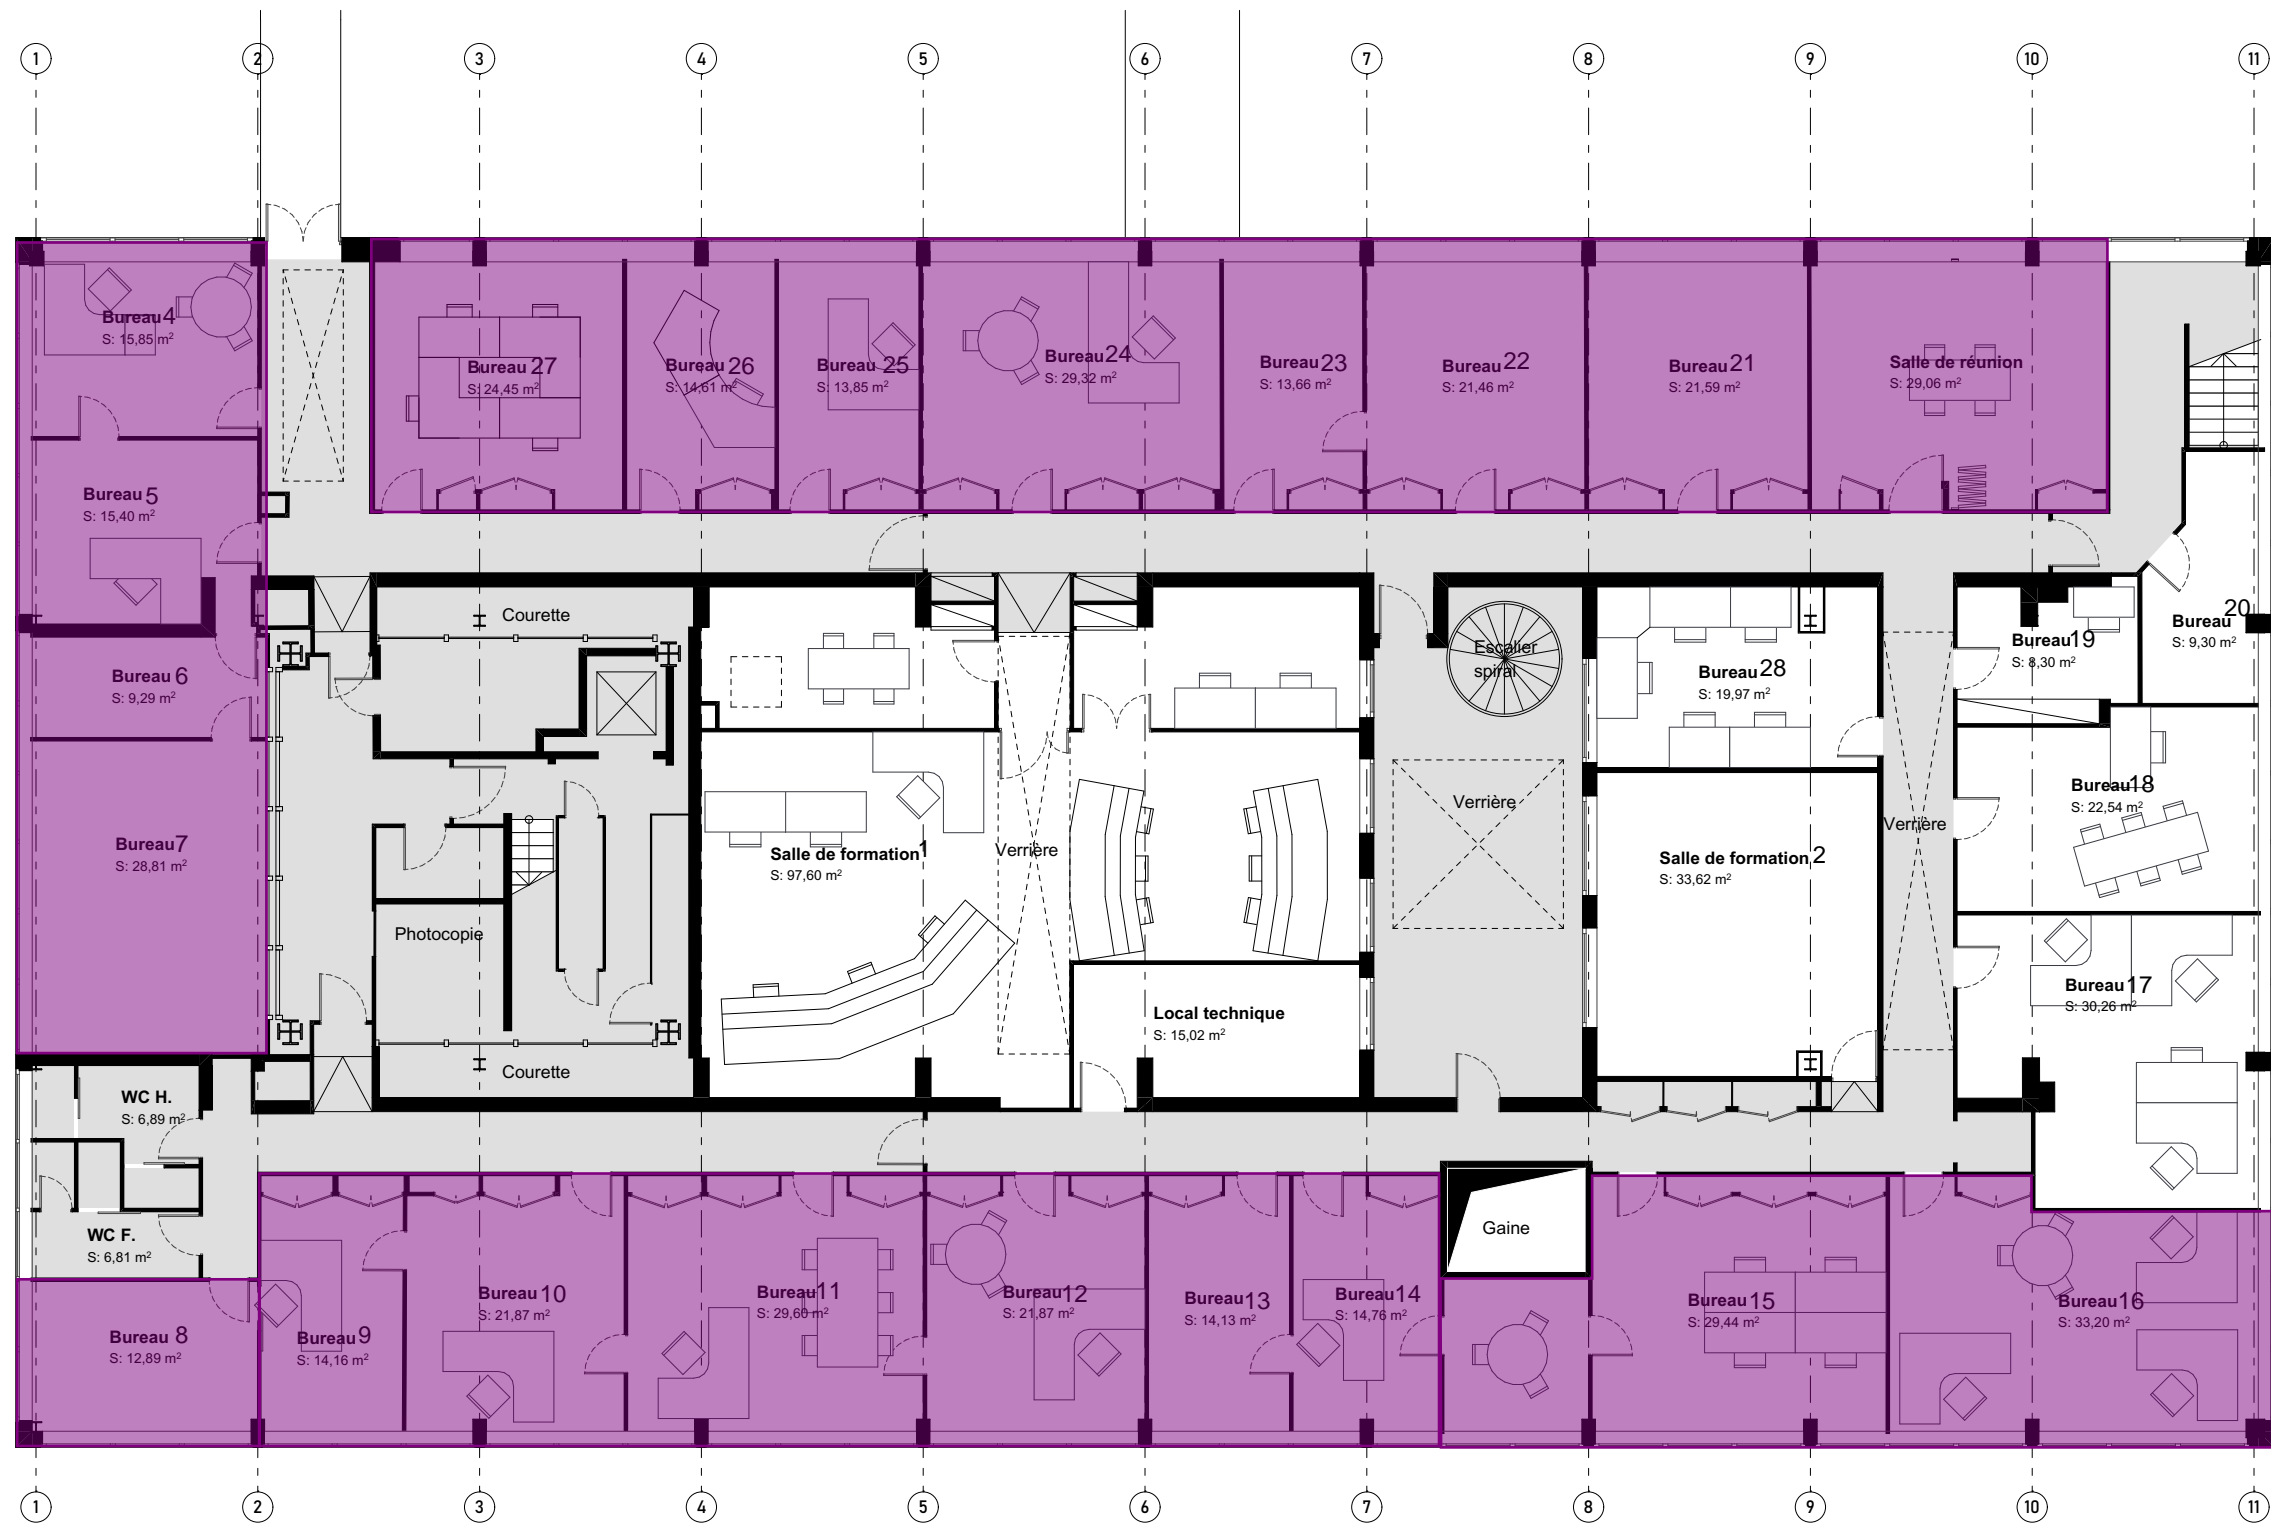 1 2 3 4 5 6 7 8 9 10 11
Bureau 4
S: 15,85 m²
Bureau 27
S: 24,45 m²
Bureau 26
S: 14,61 m²
Bureau 25
S: 13,85 m²
Bureau 24
S: 29,32 m²
Bureau 23
S: 13,66 m²
Bureau 22
S: 21,46 m²
Bureau 21
S: 21,59 m²
Salle de réunion
S: 29,06 m²
Bureau 5
S: 15,40 m²
Courette
Escalier
spiral
Bureau 28
S: 19,97 m²
Bureau 19
S: 8,30 m²
Bureau 20
S: 9,30 m²
Bureau 6
S: 9,29 m²
Bureau 7
S: 28,81 m²
Salle de formation 1
S: 97,60 m²
Verrière
Verrière
Salle de formation 2
S: 33,62 m²
Verrière
Bureau 18
S: 22,54 m²
Photocopie
Local technique
S: 15,02 m²
Bureau 17
S: 30,26 m²
Courette
WC H.
S: 6,89 m²
WC F.
S: 6,81 m²
Gaine
Bureau 8
S: 12,89 m²
Bureau 9
S: 14,16 m²
Bureau 10
S: 21,87 m²
Bureau 11
S: 29,60 m²
Bureau 12
S: 21,87 m²
Bureau 13
S: 14,13 m²
Bureau 14
S: 14,76 m²
Bureau 15
S: 29,44 m²
Bureau 16
S: 33,20 m²
1 2 3 4 5 6 7 8 9 10 11